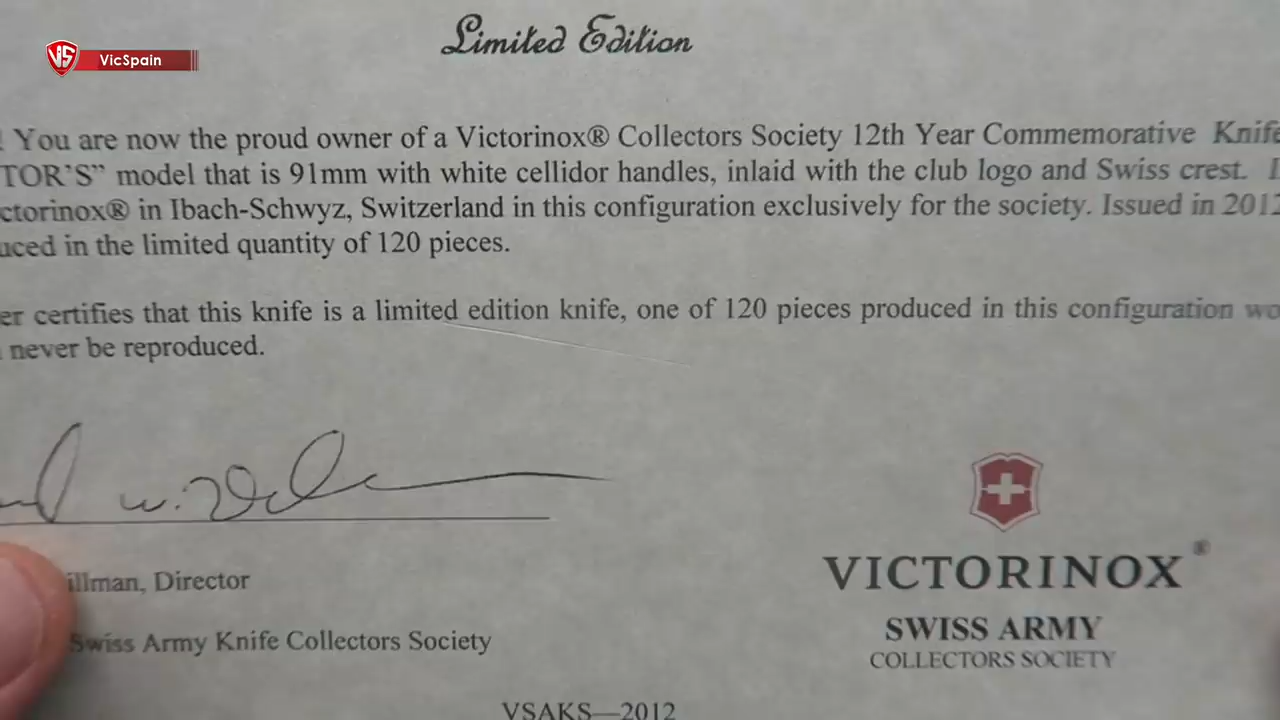 Limited Edition
VS VicSpain
! You are now the proud owner of a Victorinox® Collectors Society 12th Year Commemorative Knife
TOR'S" model that is 91mm with white cellidor handles, inlaid with the club logo and Swiss crest.
ctorinox® in Ibach-Schwyz, Switzerland in this configuration exclusively for the society. Issued in 2012
uced in the limited quantity of 120 pieces.
er certifies that this knife is a limited edition knife, one of 120 pieces produced in this configuration wo
never be reproduced.
illman, Director
Swiss Army Knife Collectors Society
VICTORINOX®
SWISS ARMY
COLLECTORS SOCIETY
VSAKS—2012